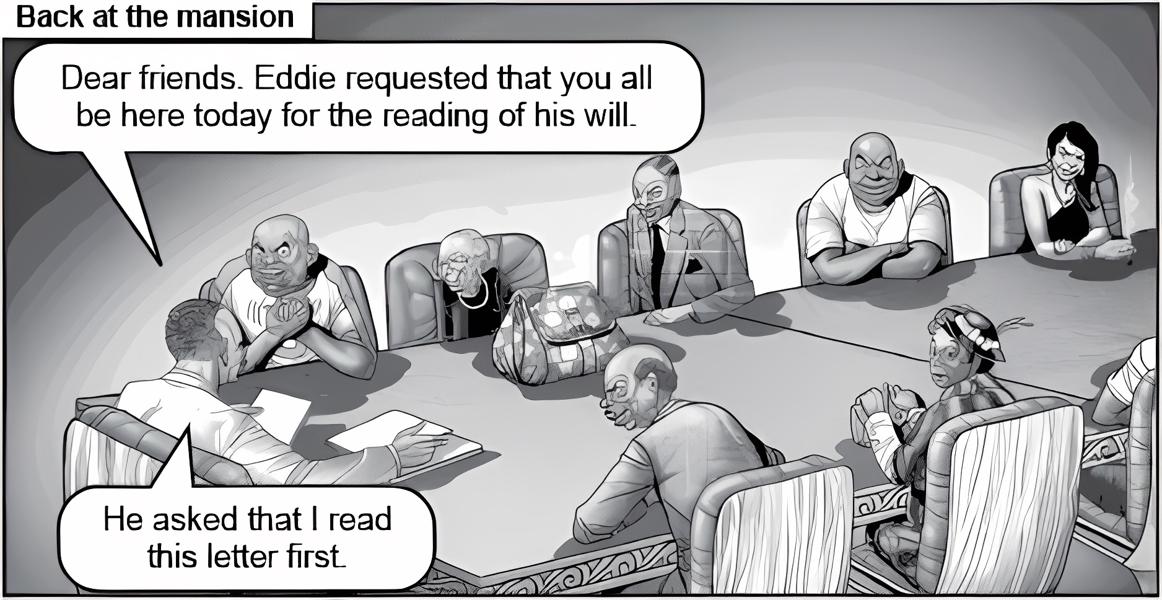 Back at the mansion
Dear friends. Eddie requested that you all
be here today for the reading of his will.
He asked that I read
this letter first.